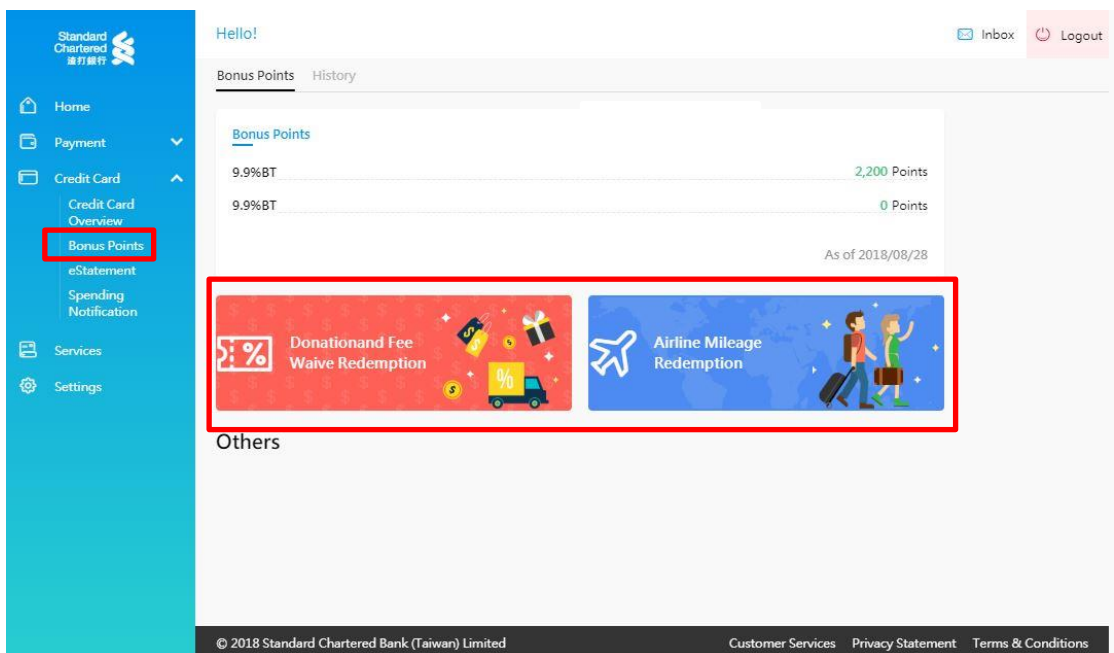 Standard
Chartered
渣打銀行
Hello!
Inbox
Logout
Bonus Points
History
Home
Payment
Credit Card
Credit Card
Overview
Bonus Points
eStatement
Spending
Notification
Services
Settings
Bonus Points
9.9%BT
2,200 Points
9.9%BT
0 Points
As of 2018/08/28
Donationand Fee
Waive Redemption
Airline Mileage
Redemption
Others
© 2018 Standard Chartered Bank (Taiwan) Limited
Customer Services
Privacy Statement
Terms & Conditions